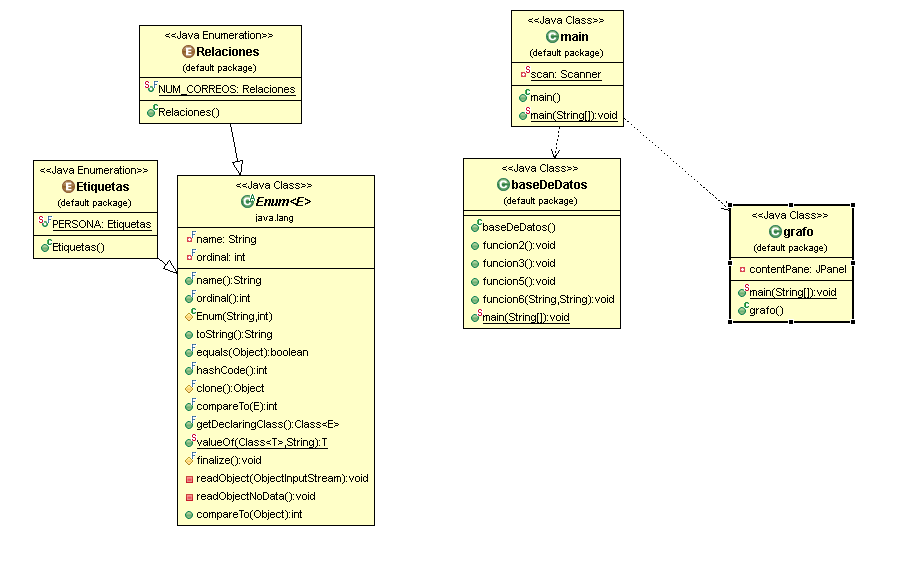 <<Java Enumeration>>
Relaciones
(default package)
NUM_CORREOS: Relaciones
Relaciones()
<<Java Class>>
main
(default package)
scan: Scanner
main()
main(String[]):void
<<Java Enumeration>>
Etiquetas
(default package)
PERSONA: Etiquetas
Etiquetas()
<<Java Class>>
Enum<E>
java.lang
name: String
ordinal: int
name():String
ordinal():int
Enum(String,int)
toString():String
equals(Object):boolean
hashCode():int
clone():Object
compareTo(E):int
getDeclaringClass():Class<E>
valueOf(Class<T>,String):T
finalize():void
readObject(ObjectInputStream):void
readObjectNoData():void
compareTo(Object):int
<<Java Class>>
baseDeDatos
(default package)
baseDeDatos()
funcion2():void
funcion3():void
funcion5():void
funcion6(String,String):void
main(String[]):void
<<Java Class>>
grafo
(default package)
contentPane: JPanel
main(String[]):void
grafo()